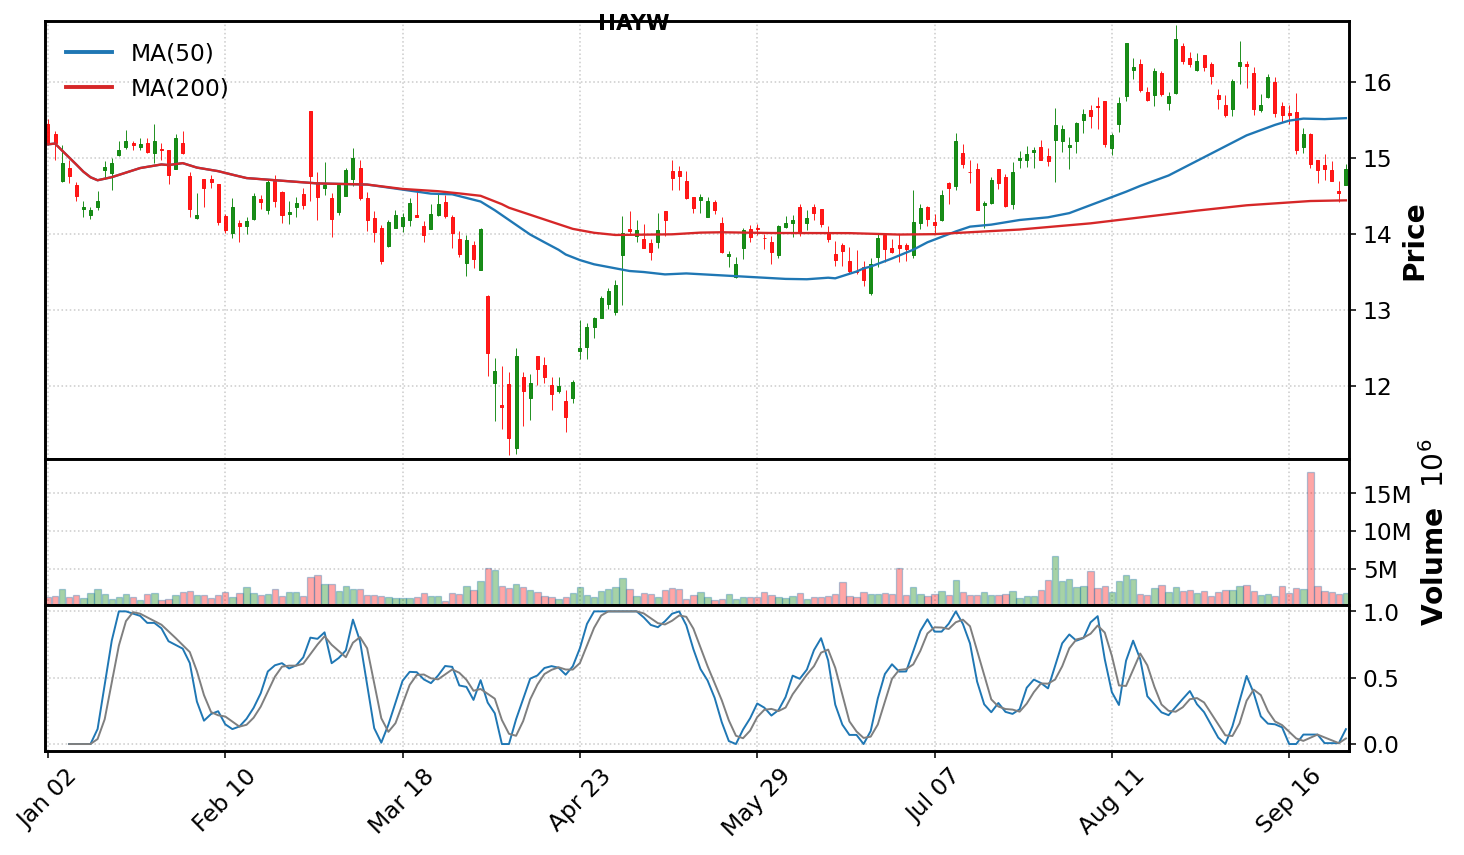 HAYW
MA(50)
MA(200)
16
15
14
13
12
Price
15M
10M
5M
Volume 10^6
1.0
0.5
0.0
Jan 02
Feb 10
Mar 18
Apr 23
May 29
Jul 07
Aug 11
Sep 16